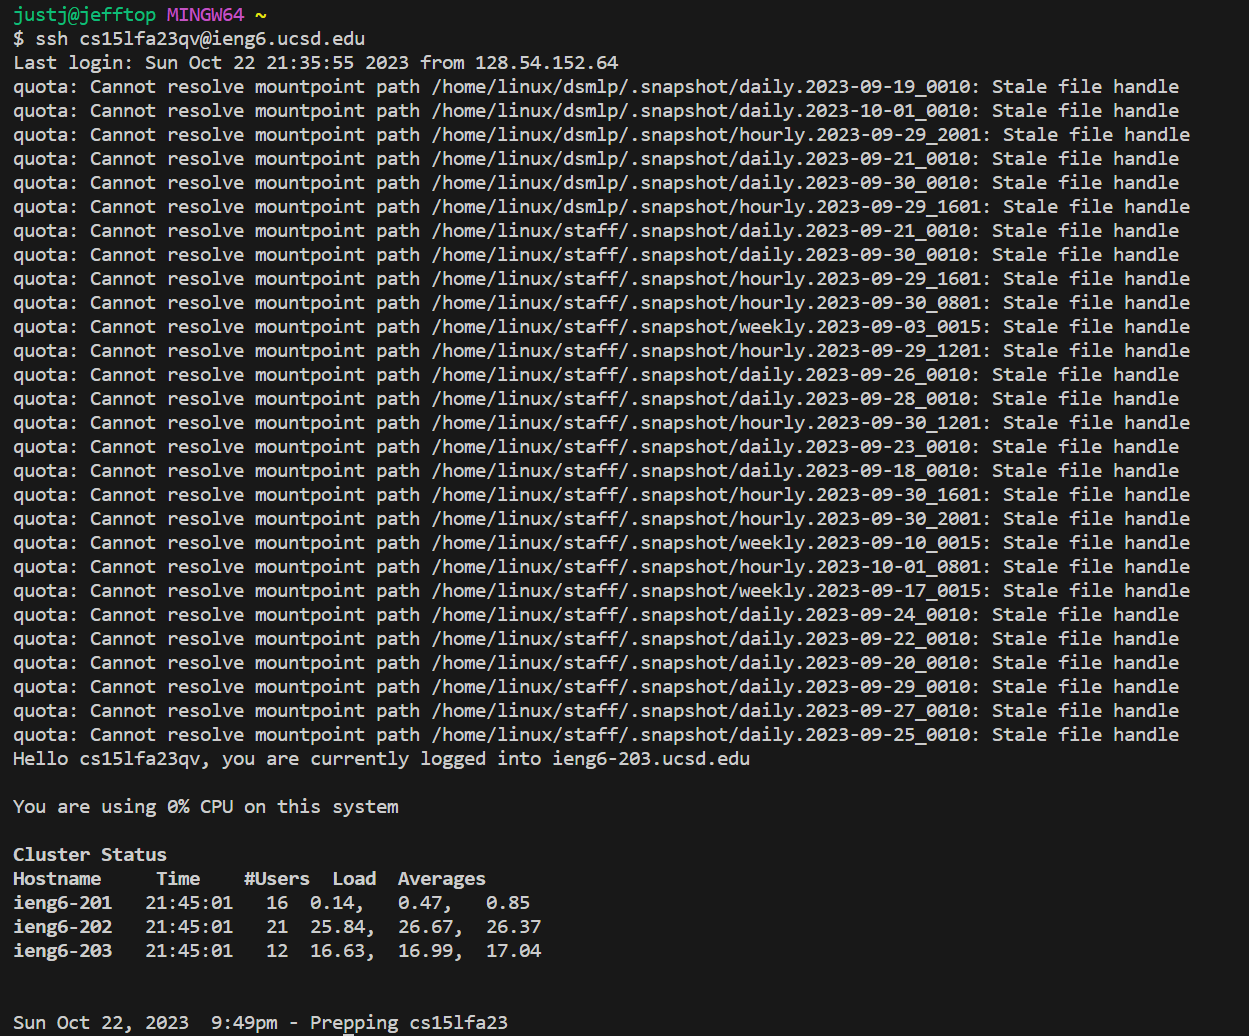 justj@jefftop MINGW64 ~
$ ssh cs15lfa23qv@ieng6.ucsd.edu
Last login: Sun Oct 22 21:35:55 2023 from 128.54.152.64
quota: Cannot resolve mountpoint path /home/linux/dsmlp/.snapshot/daily.2023-09-19_0010: Stale file handle
quota: Cannot resolve mountpoint path /home/linux/dsmlp/.snapshot/daily.2023-10-01_0010: Stale file handle
quota: Cannot resolve mountpoint path /home/linux/dsmlp/.snapshot/hourly.2023-09-29_2001: Stale file handle
quota: Cannot resolve mountpoint path /home/linux/dsmlp/.snapshot/daily.2023-09-21_0010: Stale file handle
quota: Cannot resolve mountpoint path /home/linux/dsmlp/.snapshot/daily.2023-09-30_0010: Stale file handle
quota: Cannot resolve mountpoint path /home/linux/dsmlp/.snapshot/hourly.2023-09-29_1601: Stale file handle
quota: Cannot resolve mountpoint path /home/linux/staff/.snapshot/daily.2023-09-21_0010: Stale file handle
quota: Cannot resolve mountpoint path /home/linux/staff/.snapshot/daily.2023-09-30_0010: Stale file handle
quota: Cannot resolve mountpoint path /home/linux/staff/.snapshot/hourly.2023-09-29_1601: Stale file handle
quota: Cannot resolve mountpoint path /home/linux/staff/.snapshot/hourly.2023-09-30_0801: Stale file handle
quota: Cannot resolve mountpoint path /home/linux/staff/.snapshot/weekly.2023-09-03_0015: Stale file handle
quota: Cannot resolve mountpoint path /home/linux/staff/.snapshot/hourly.2023-09-29_1201: Stale file handle
quota: Cannot resolve mountpoint path /home/linux/staff/.snapshot/daily.2023-09-26_0010: Stale file handle
quota: Cannot resolve mountpoint path /home/linux/staff/.snapshot/daily.2023-09-28_0010: Stale file handle
quota: Cannot resolve mountpoint path /home/linux/staff/.snapshot/hourly.2023-09-30_1201: Stale file handle
quota: Cannot resolve mountpoint path /home/linux/staff/.snapshot/daily.2023-09-23_0010: Stale file handle
quota: Cannot resolve mountpoint path /home/linux/staff/.snapshot/daily.2023-09-18_0010: Stale file handle
quota: Cannot resolve mountpoint path /home/linux/staff/.snapshot/hourly.2023-09-30_1601: Stale file handle
quota: Cannot resolve mountpoint path /home/linux/staff/.snapshot/hourly.2023-09-30_2001: Stale file handle
quota: Cannot resolve mountpoint path /home/linux/staff/.snapshot/weekly.2023-09-10_0015: Stale file handle
quota: Cannot resolve mountpoint path /home/linux/staff/.snapshot/hourly.2023-10-01_0801: Stale file handle
quota: Cannot resolve mountpoint path /home/linux/staff/.snapshot/weekly.2023-09-17_0015: Stale file handle
quota: Cannot resolve mountpoint path /home/linux/staff/.snapshot/daily.2023-09-24_0010: Stale file handle
quota: Cannot resolve mountpoint path /home/linux/staff/.snapshot/daily.2023-09-22_0010: Stale file handle
quota: Cannot resolve mountpoint path /home/linux/staff/.snapshot/daily.2023-09-20_0010: Stale file handle
quota: Cannot resolve mountpoint path /home/linux/staff/.snapshot/daily.2023-09-29_0010: Stale file handle
quota: Cannot resolve mountpoint path /home/linux/staff/.snapshot/daily.2023-09-27_0010: Stale file handle
quota: Cannot resolve mountpoint path /home/linux/staff/.snapshot/daily.2023-09-25_0010: Stale file handle
Hello cs15lfa23qv, you are currently logged into ieng6-203.ucsd.edu
You are using 0% CPU on this system
Cluster Status
Hostname     Time    #Users  Load  Averages
ieng6-201   21:45:01   16  0.14,   0.47,   0.85
ieng6-202   21:45:01   21  25.84,  26.67,  26.37
ieng6-203   21:45:01   12  16.63,  16.99,  17.04
Sun Oct 22, 2023  9:49pm - Prepping cs15lfa23